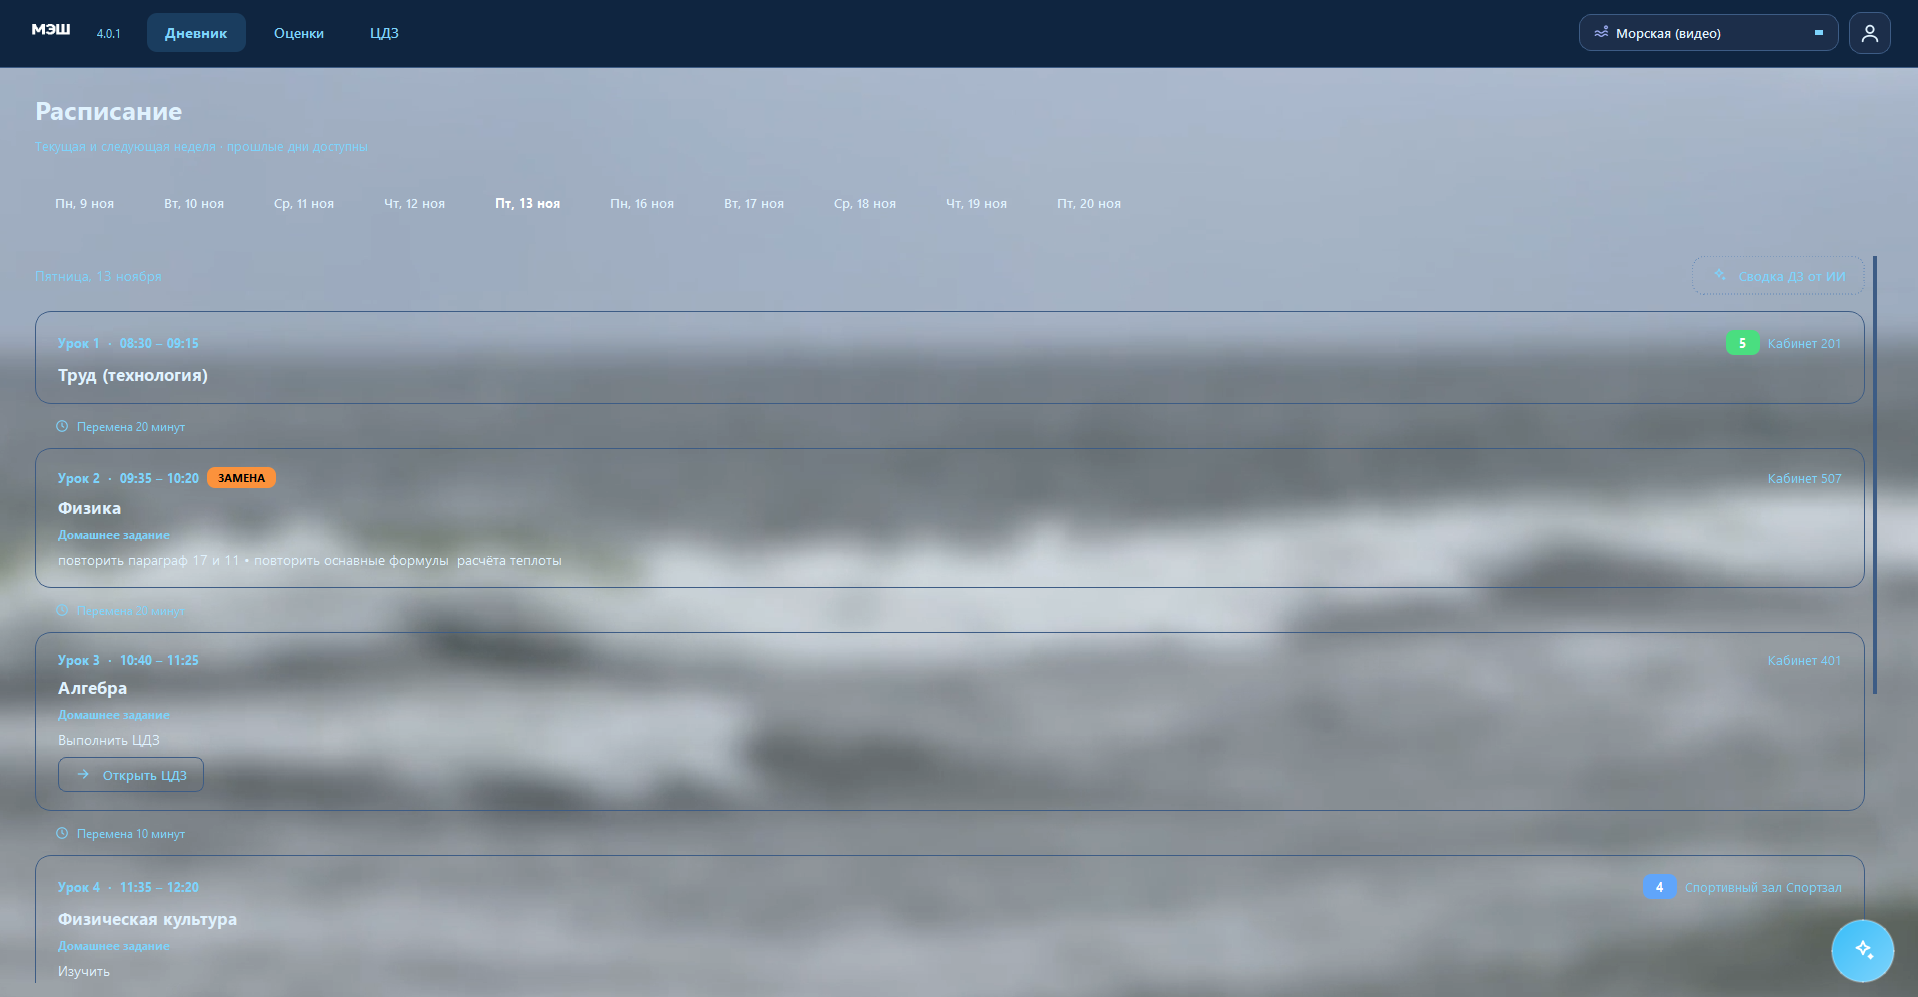 МЭШ 4.0.1 Дневник Оценки ЦДЗ Морская (видео)
Расписание
Текущая и следующая неделя · прошлые дни доступны
Пн, 9 ноя Вт, 10 ноя Ср, 11 ноя Чт, 12 ноя Пт, 13 ноя Пн, 16 ноя Вт, 17 ноя Ср, 18 ноя Чт, 19 ноя Пт, 20 ноя
Пятница, 13 ноября Сводка ДЗ от ИИ
Урок 1 · 08:30 – 09:15 5 Кабинет 201
Труд (технология)
Перемена 20 минут
Урок 2 · 09:35 – 10:20 ЗАМЕНА Кабинет 507
Физика
Домашнее задание
повторить параграф 17 и 11 • повторить оснавные формулы расчёта теплоты
Перемена 20 минут
Урок 3 · 10:40 – 11:25 Кабинет 401
Алгебра
Домашнее задание
Выполнить ЦДЗ
Открыть ЦДЗ
Перемена 10 минут
Урок 4 · 11:35 – 12:20 4 Спортивный зал Спортзал
Физическая культура
Домашнее задание
Изучить